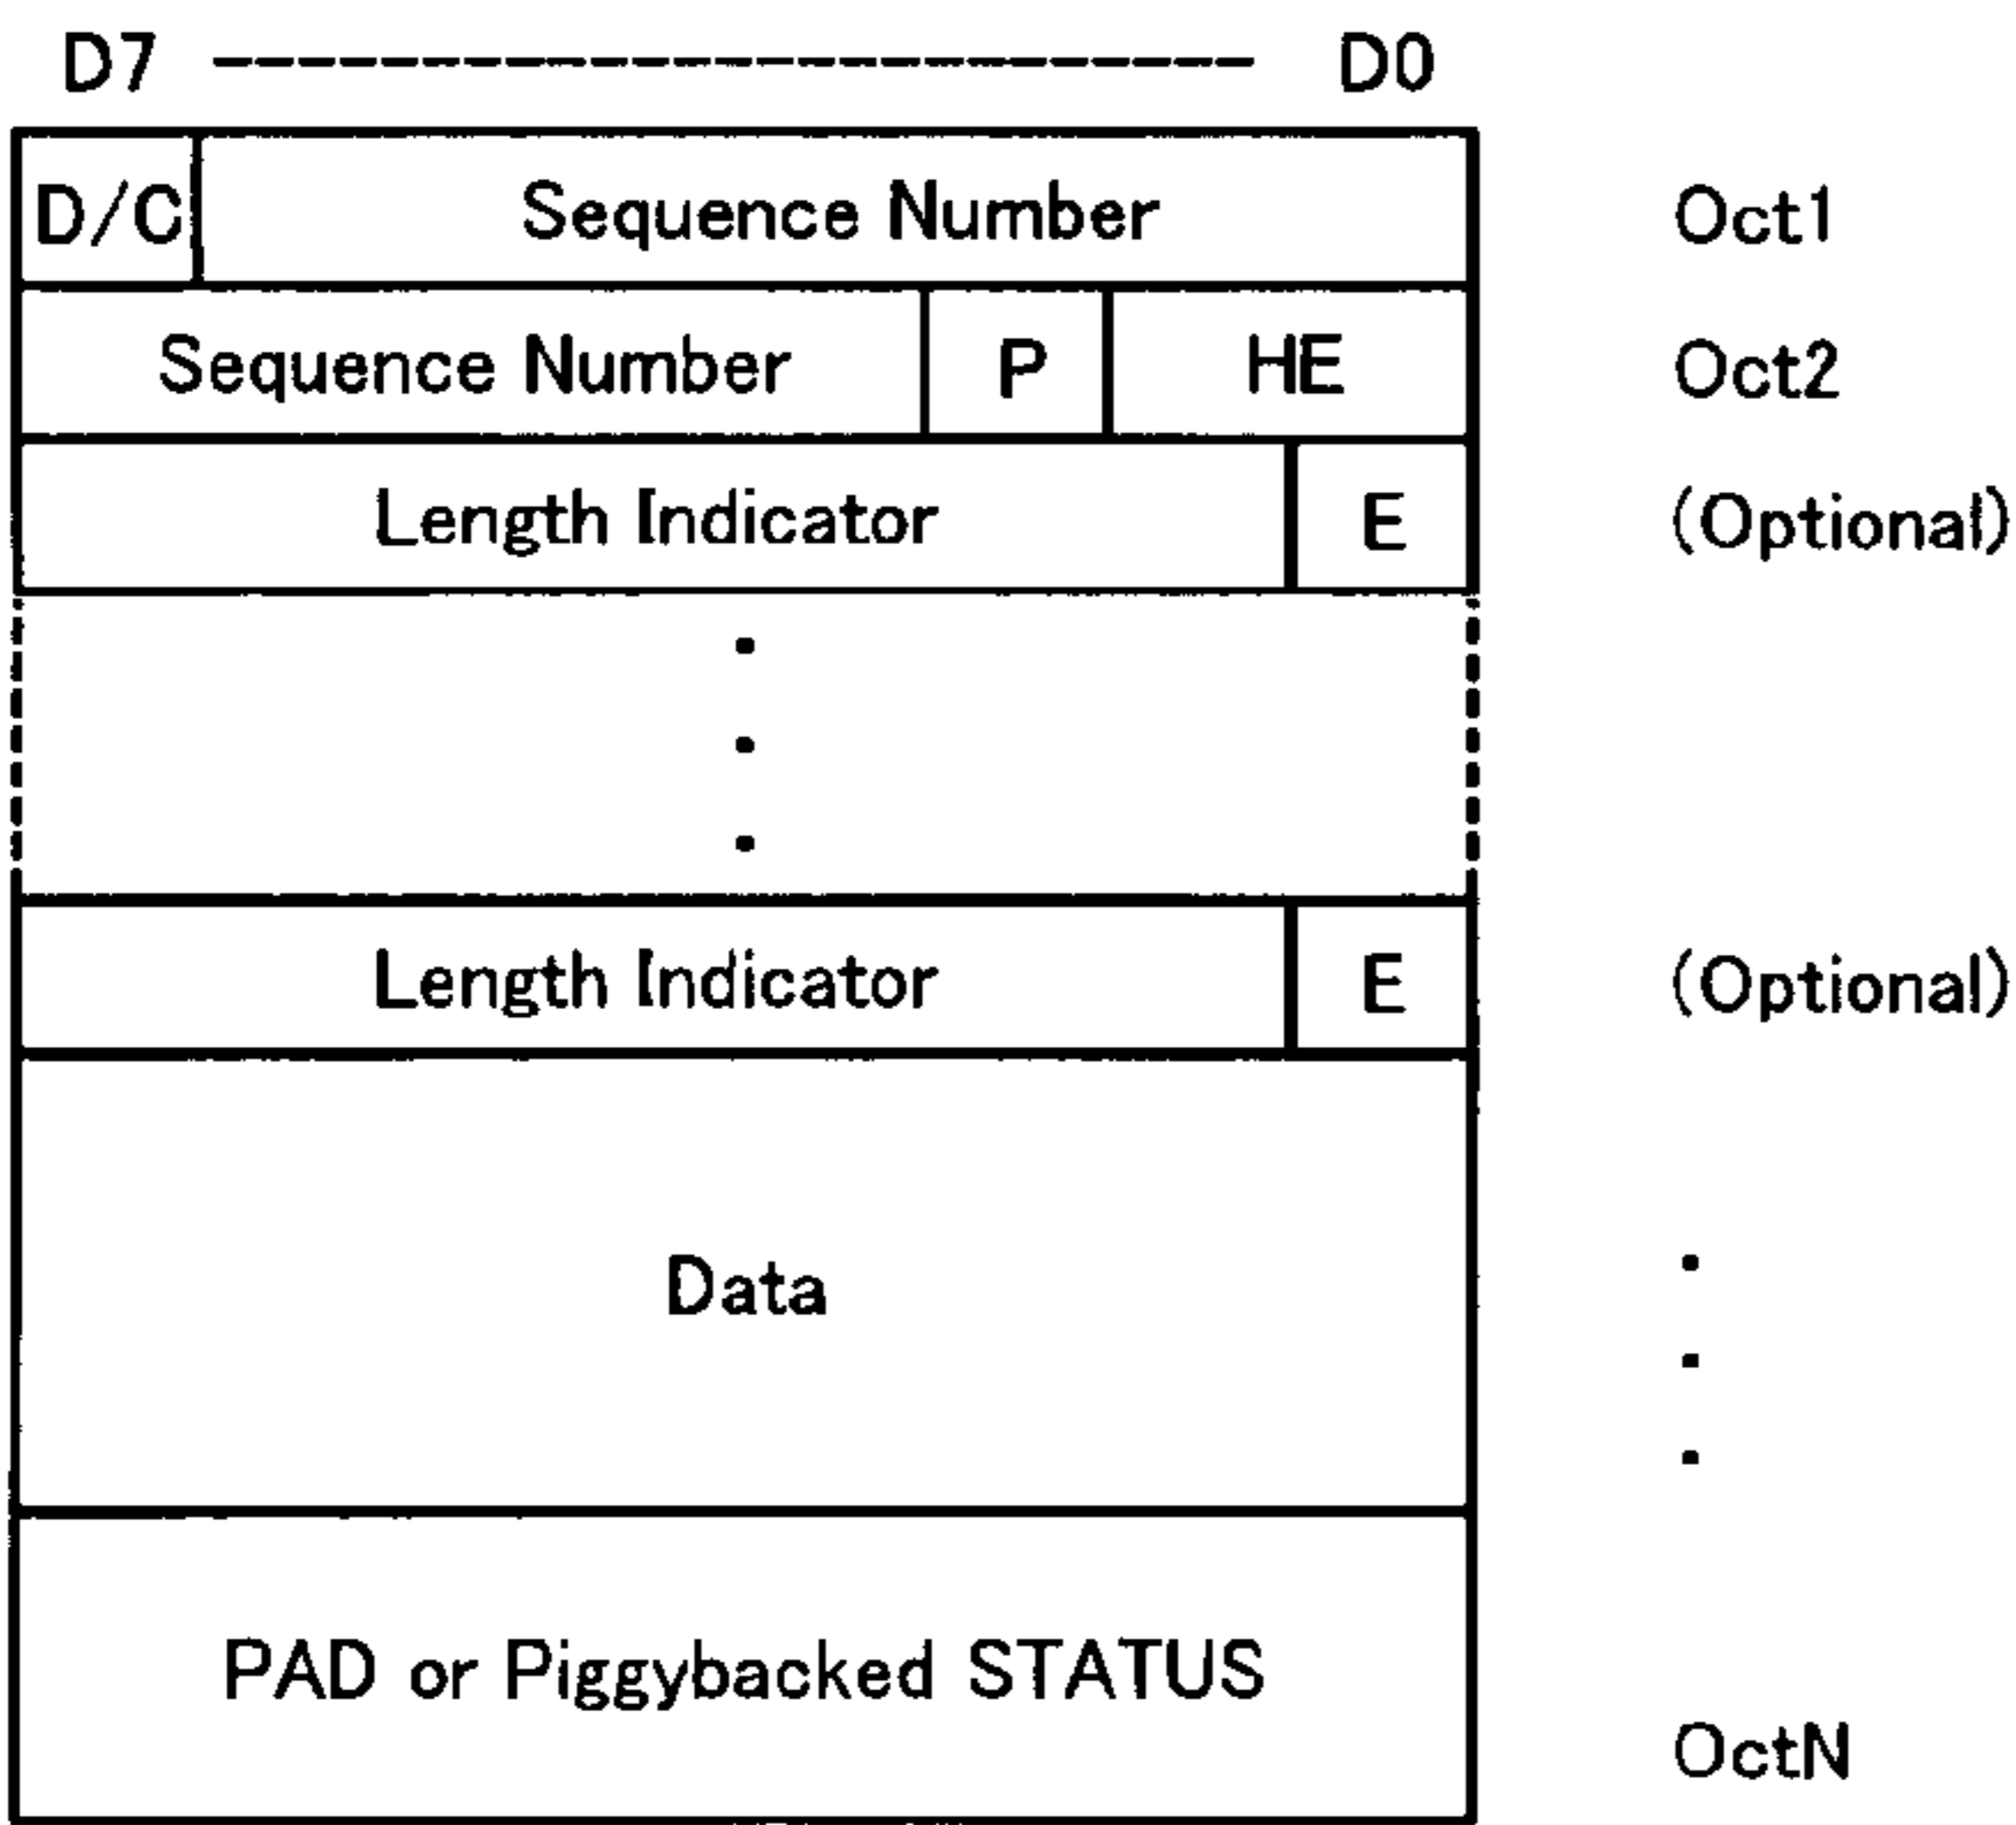 D7 D0
D/C Sequence Number Oct1
Sequence Number P HE Oct2
Length Indicator E (Optional)
Length Indicator E (Optional)
Data
PAD or Piggybacked STATUS
OctN